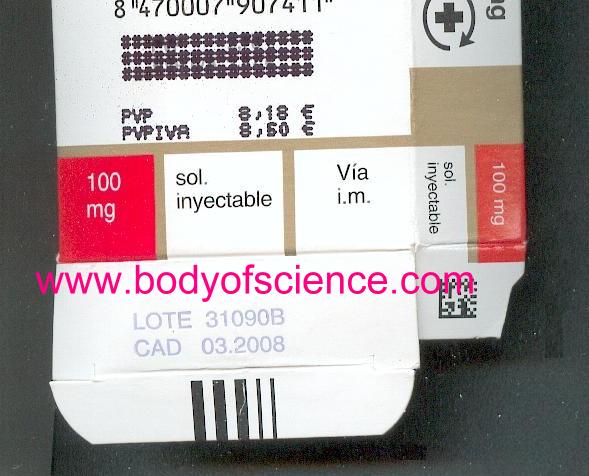 8 470007 907411
ng
PVP 8,18 €
PVPIVA 8,50 €
100
mg
sol.
inyectable
Vía
i.m.
sol.
inyectable
100 mg
www.bodyofscience.com
LOTE 31090B
CAD 03.2008